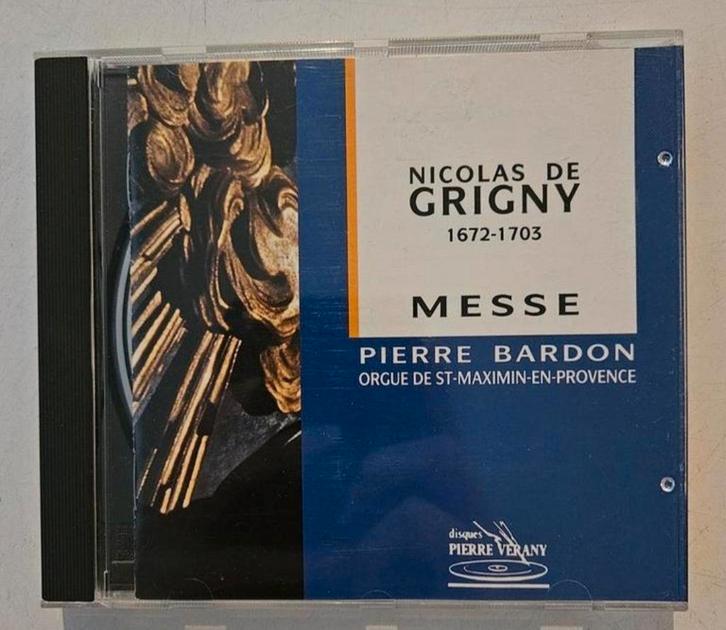 NICOLAS DE
GRIGNY
1672-1703
MESSE
PIERRE BARDON
ORGUE DE ST-MAXIMIN-EN-PROVENCE
disques
PIERRE VERANY